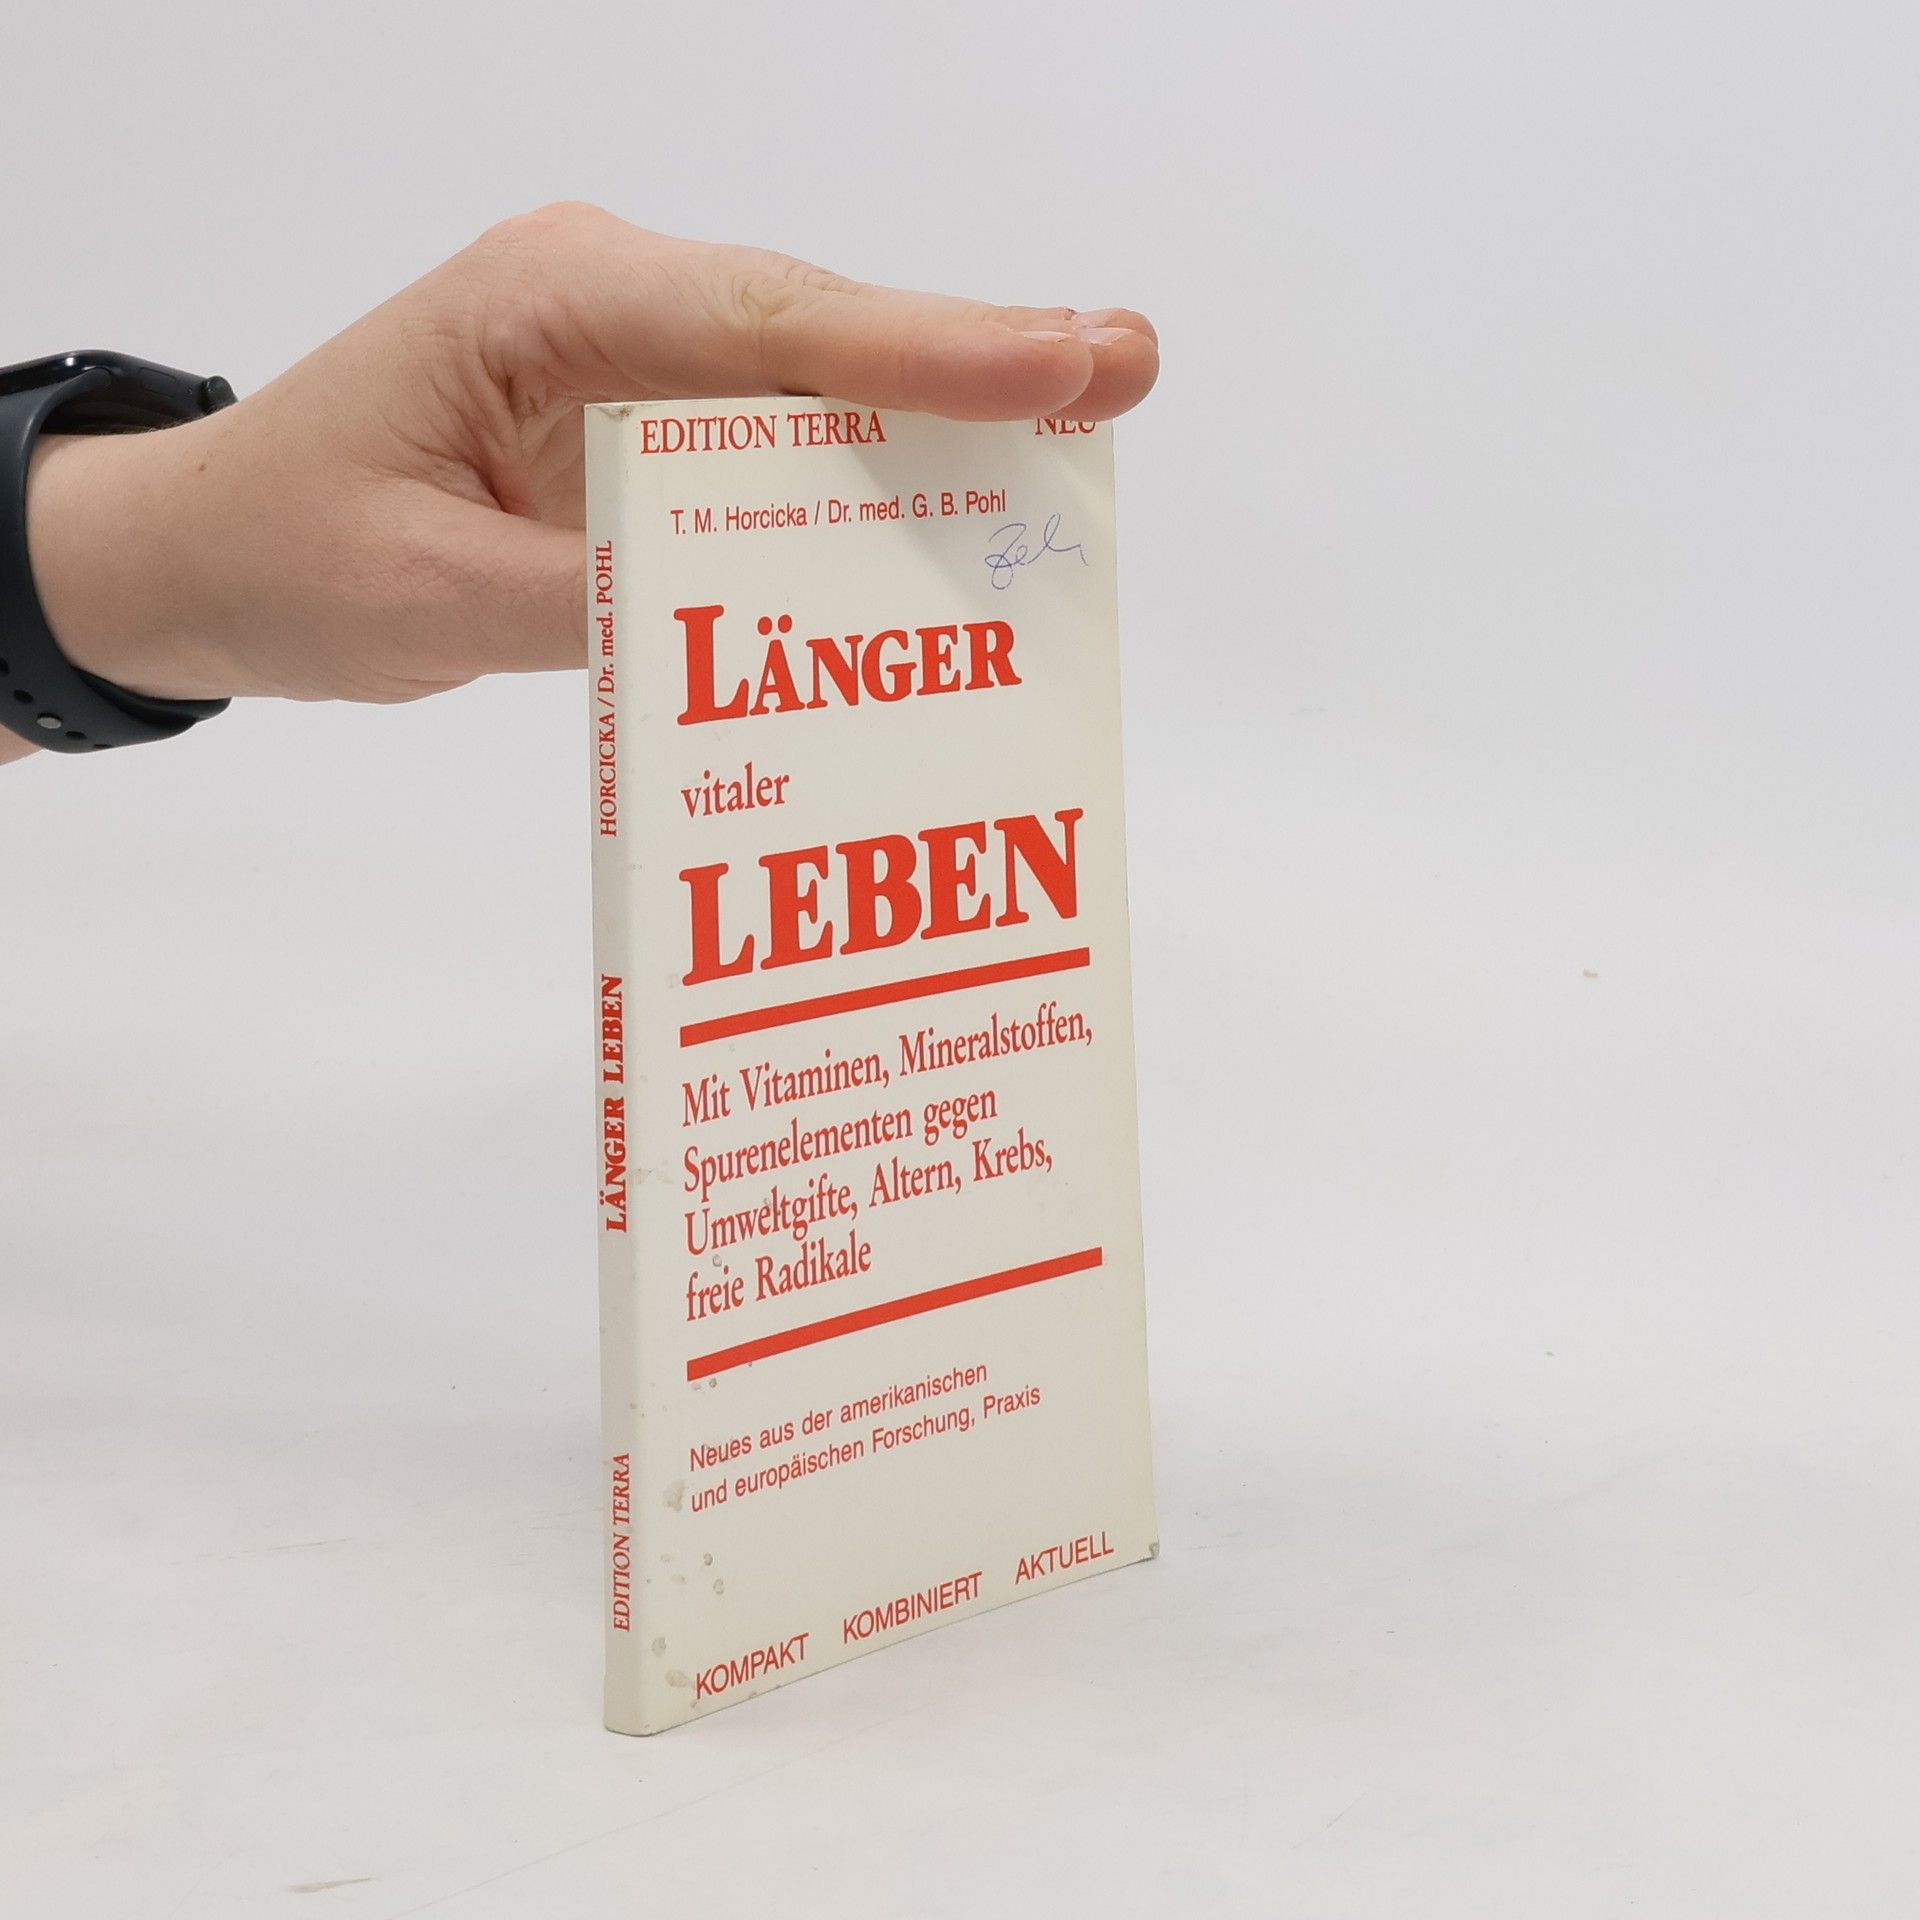 EDITION TERRA
NEU
T. M. Horcicka / Dr. med. G. B. Pohl
LÄNGER
vitaler
LEBEN
Mit Vitaminen, Mineralstoffen,
Spurenelementen gegen
Umweltgifte, Altern, Krebs,
freie Radikale
Neues aus der amerikanischen
und europäischen Forschung, Praxis
KOMPAKT KOMBINIERT AKTUELL
HORCICKA / Dr. med. POHL
LÄNGER LEBEN
EDITION TERRA